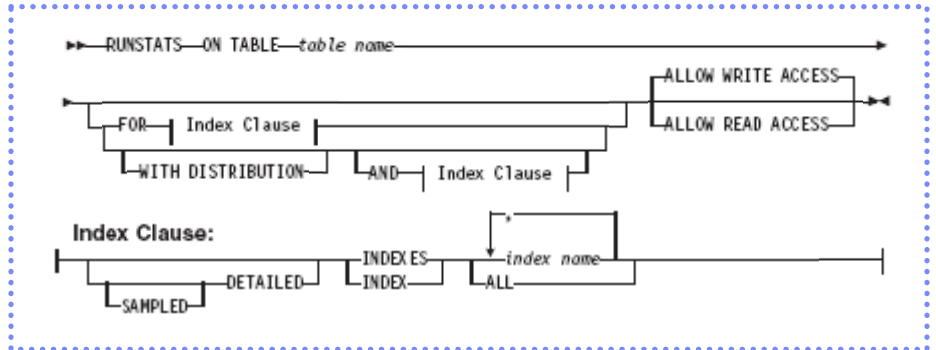 RUNSTATS ON TABLE table name
ALLOW WRITE ACCESS
FOR Index Clause
ALLOW READ ACCESS
WITH DISTRIBUTION AND Index Clause
Index Clause:
,
INDEXES index name
DETAILED INDEX ALL
SAMPLED